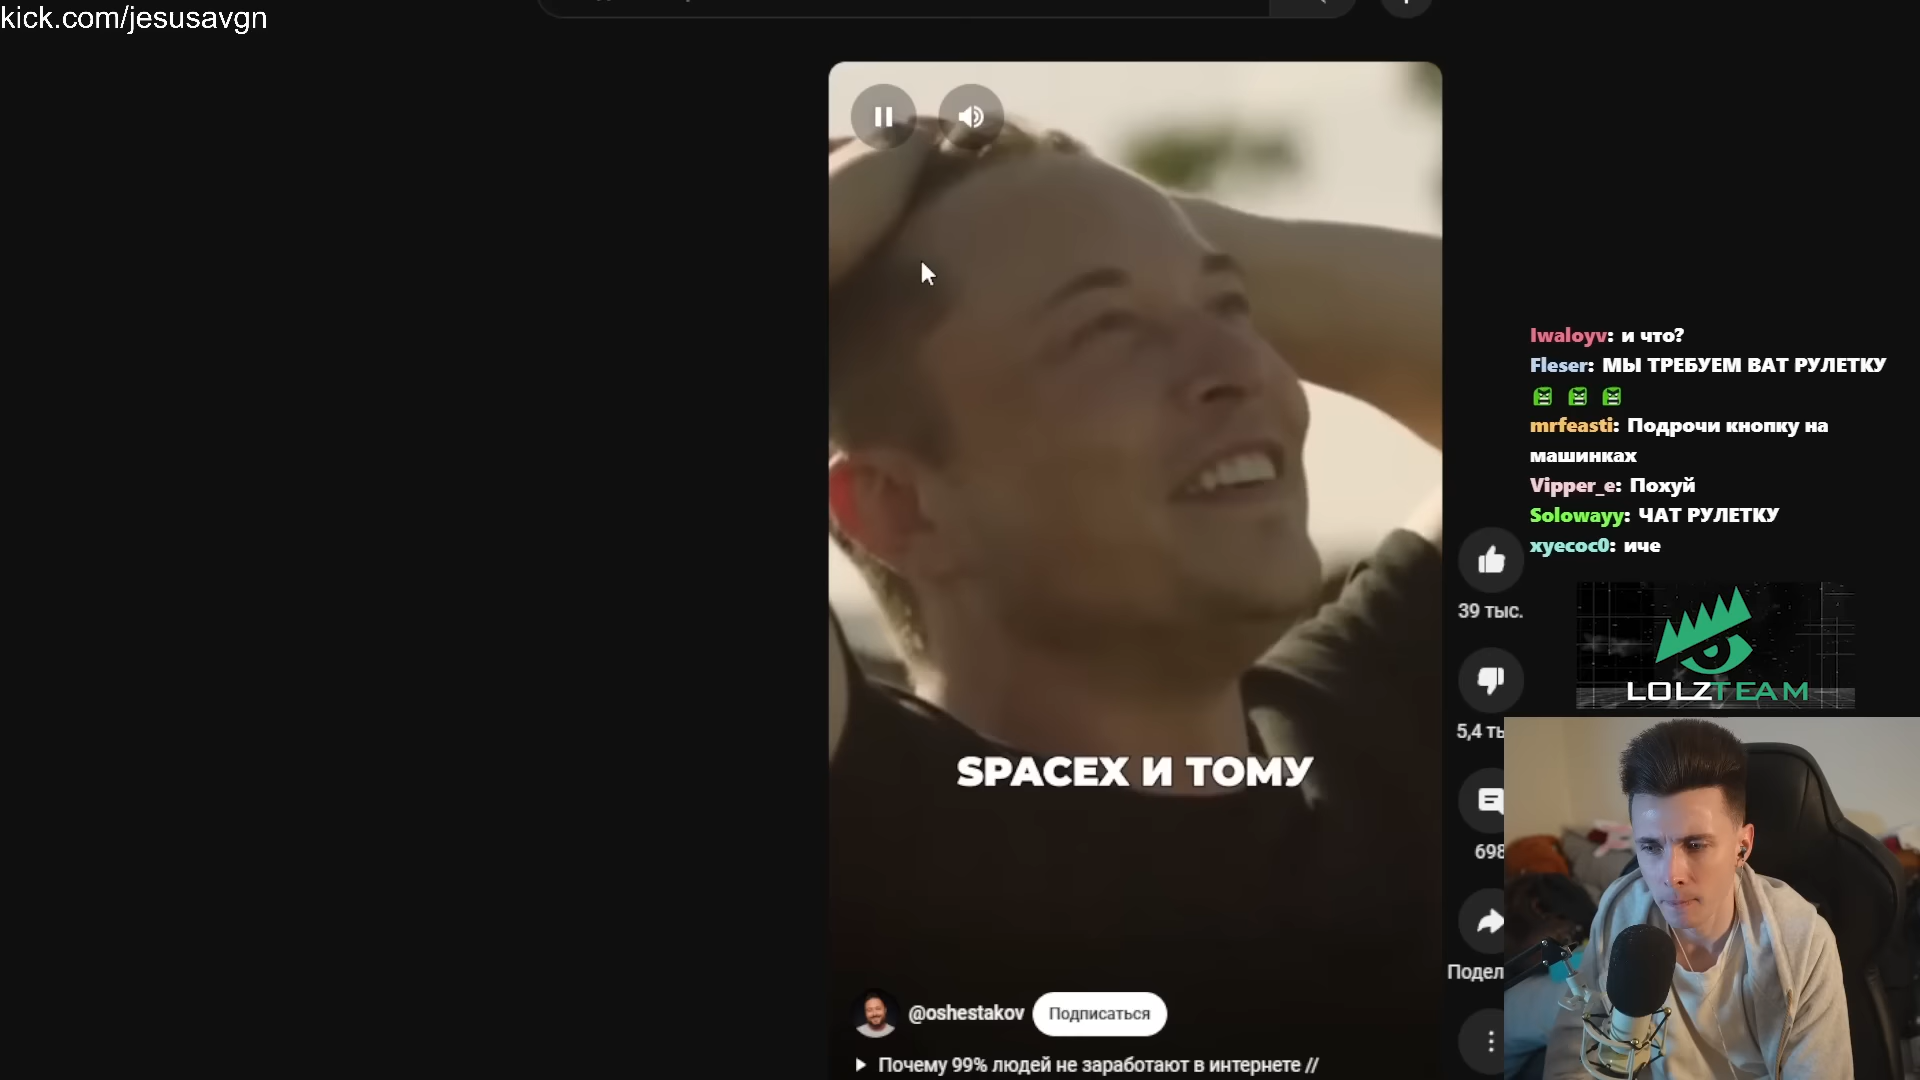 kick.com/jesusavgn
Iwaloyv: и что?
Fleser: МЫ ТРЕБУЕМ ВАТ РУЛЕТКУ
mrfeasti: Подрочи кнопку на
машинках
Vipper_e: Похуй
Solowayy: ЧАТ РУЛЕТКУ
xyecoc0: иче
39 тыс.
LOLZTEAM
5,4 ты
SPACEX И ТОМУ
698
Подел
@oshestakov Подписаться
Почему 99% людей не заработают в интернете //